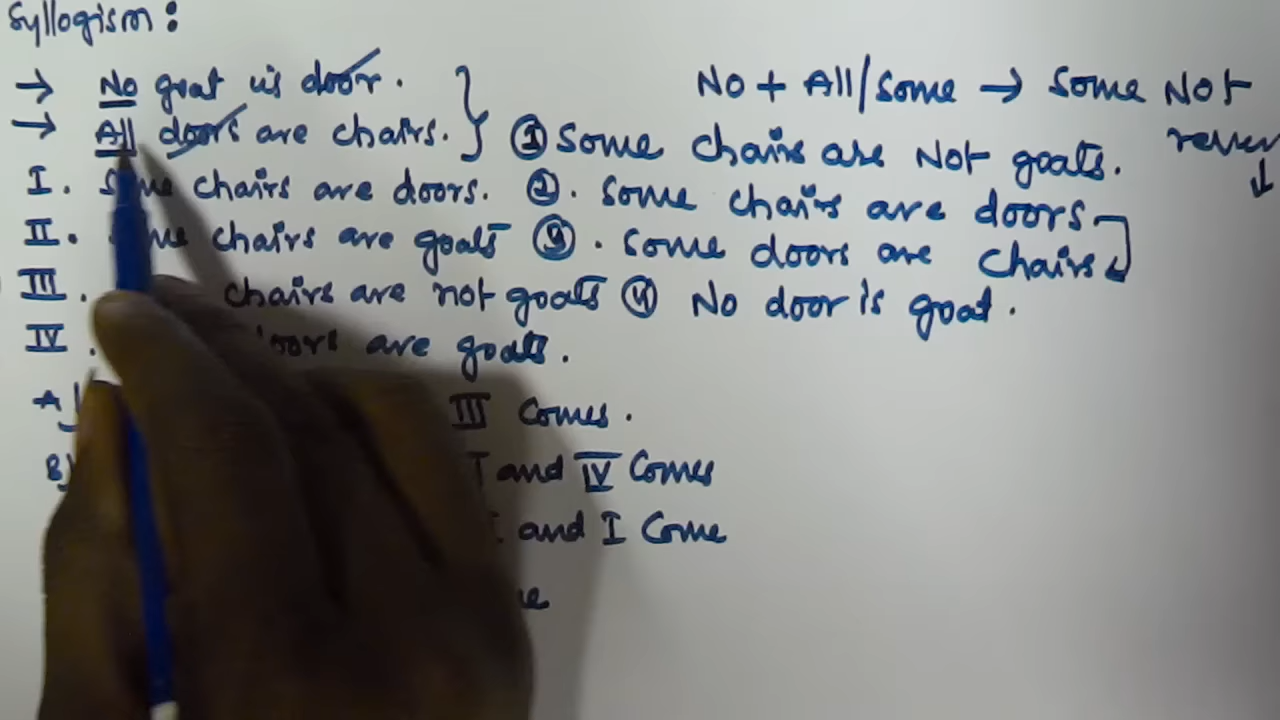 Syllogism:
→ No goat is door.
→ All doors are chairs.
I. chairs are doors.
II. chairs are goats
III. chairs are not goats
IV. are goats.
A) III Comes.
B) and IV Comes
and I Come
No + All/Some → Some Not
① Some chairs are Not goats.
②. Some chairs are doors
③. Some doors are chairs
④ No door is goat.